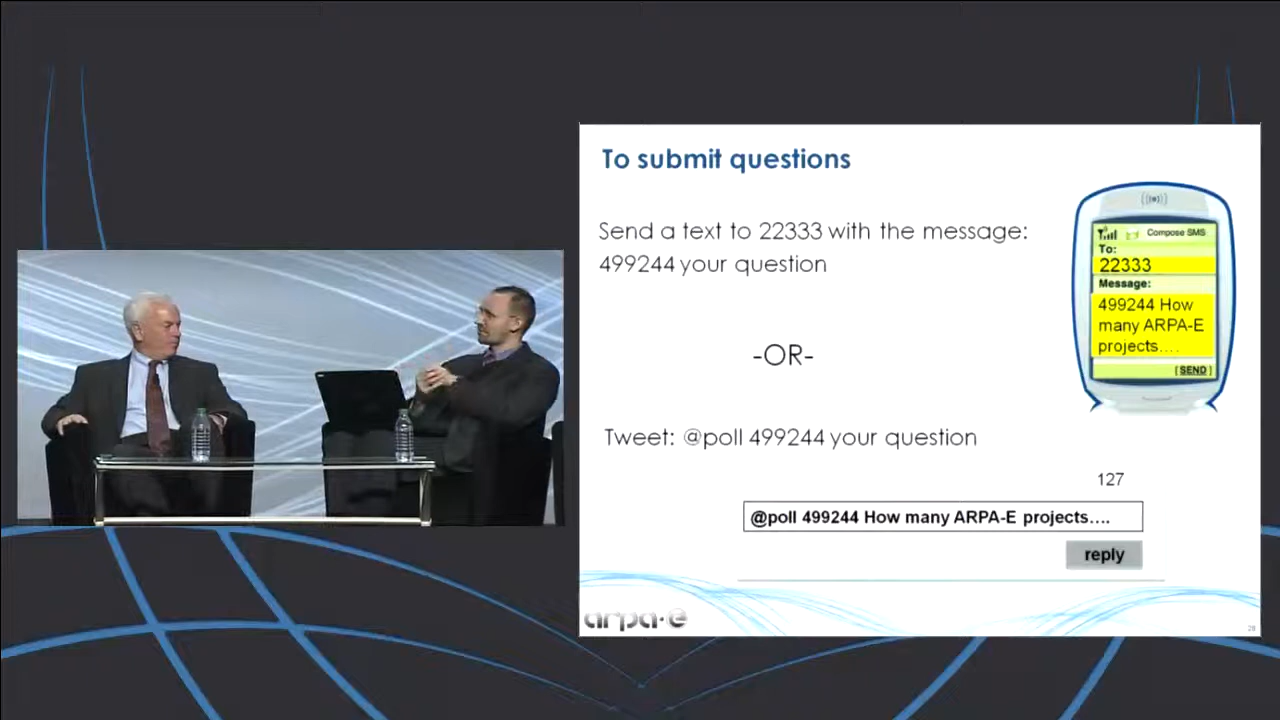 To submit questions
Send a text to 22333 with the message:
499244 your question
Compose SMS
To:
22333
Message:
499244 How
many ARPA-E
projects....
[ SEND ]
-OR-
Tweet: @poll 499244 your question
127
@poll 499244 How many ARPA-E projects....
reply
arpa·e
28